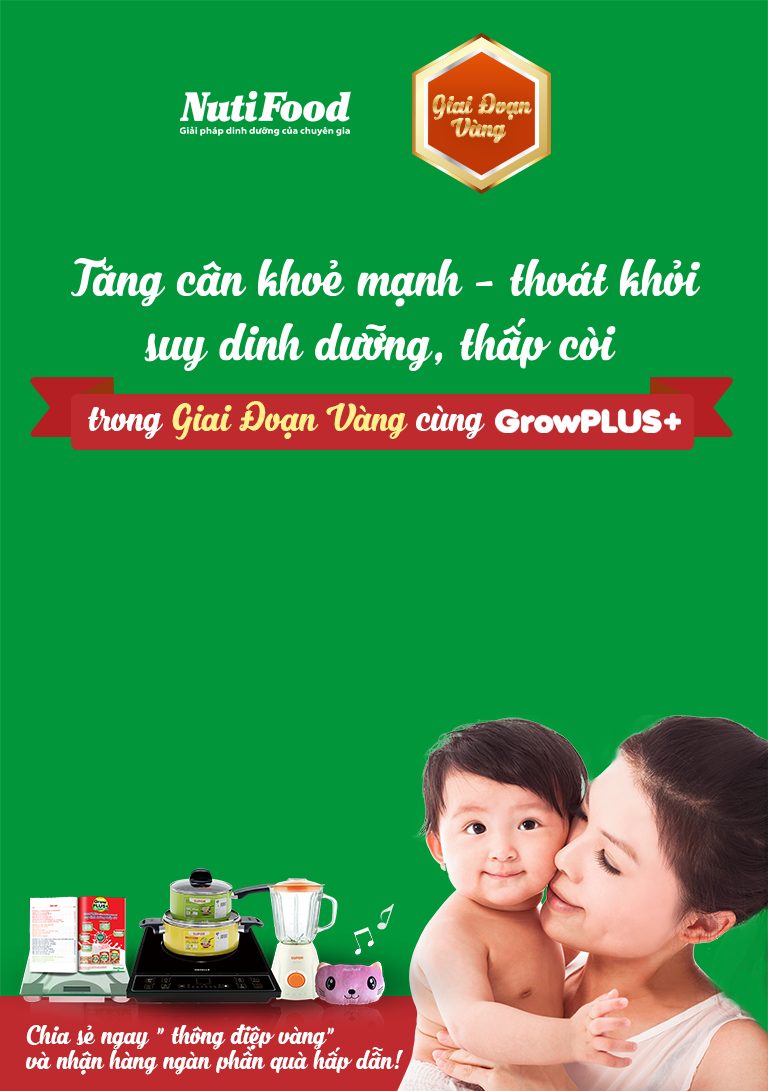 NutiFood
Giải pháp dinh dưỡng của chuyên gia
Giai Đoạn
Vàng
Tăng cân khoẻ mạnh - thoát khỏi
suy dinh dưỡng, thấp còi
trong Giai Đoạn Vàng cùng GrowPLUS+
PLUS+
NutiFood
Chia sẻ ngay " thông điệp vàng"
và nhận hàng ngàn phần quà hấp dẫn!